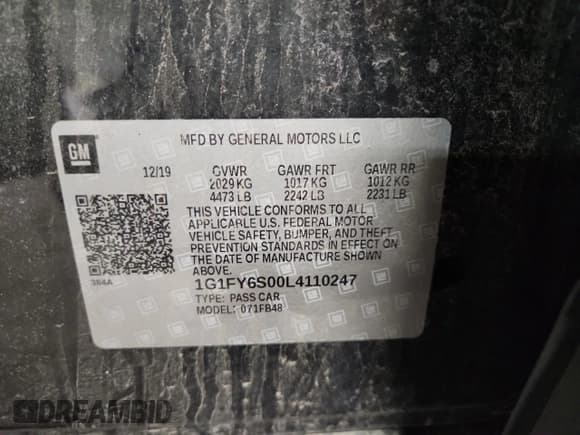 GM
MFD BY GENERAL MOTORS LLC
12/19 GVWR GAWR FRT GAWR RR
2029 KG 1017 KG 1012 KG
4473 LB 2242 LB 2231 LB
THIS VEHICLE CONFORMS TO ALL
APPLICABLE U.S. FEDERAL MOTOR
VEHICLE SAFETY, BUMPER, AND THEFT
PREVENTION STANDARDS IN EFFECT ON
THE DATE OF MANUFACTURE SHOWN
ABOVE.
384A
1G1FY6S00L4110247
TYPE: PASS CAR
MODEL: 071FB48
DREAMBID